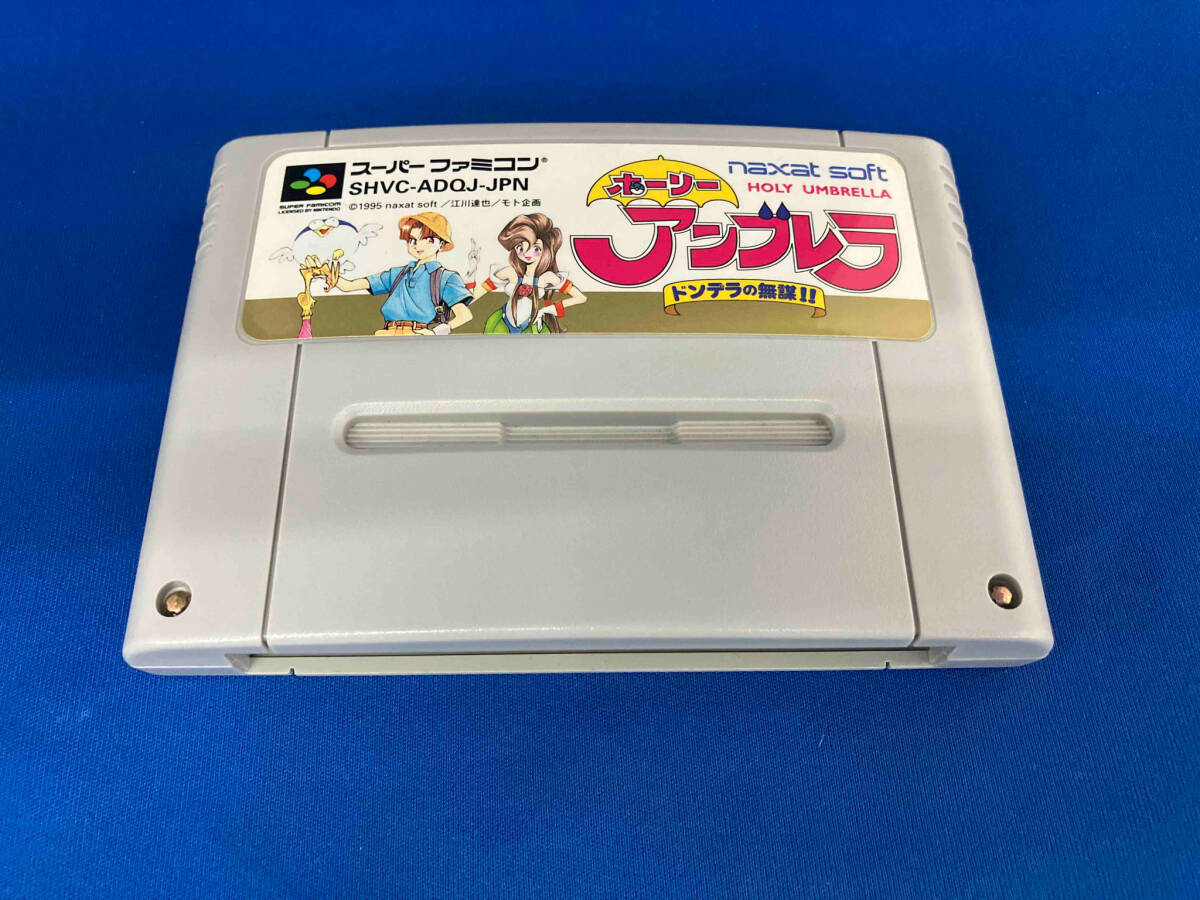 スーパーファミコン®
SHVC-ADQJ-JPN
SUPER FAMICOM
LICENSED BY NINTENDO
©1995 naxat soft／江川達也／モト企画
naxat soft
HOLY UMBRELLA
ホーリー
アンブレラ
ドンデラの無謀!!